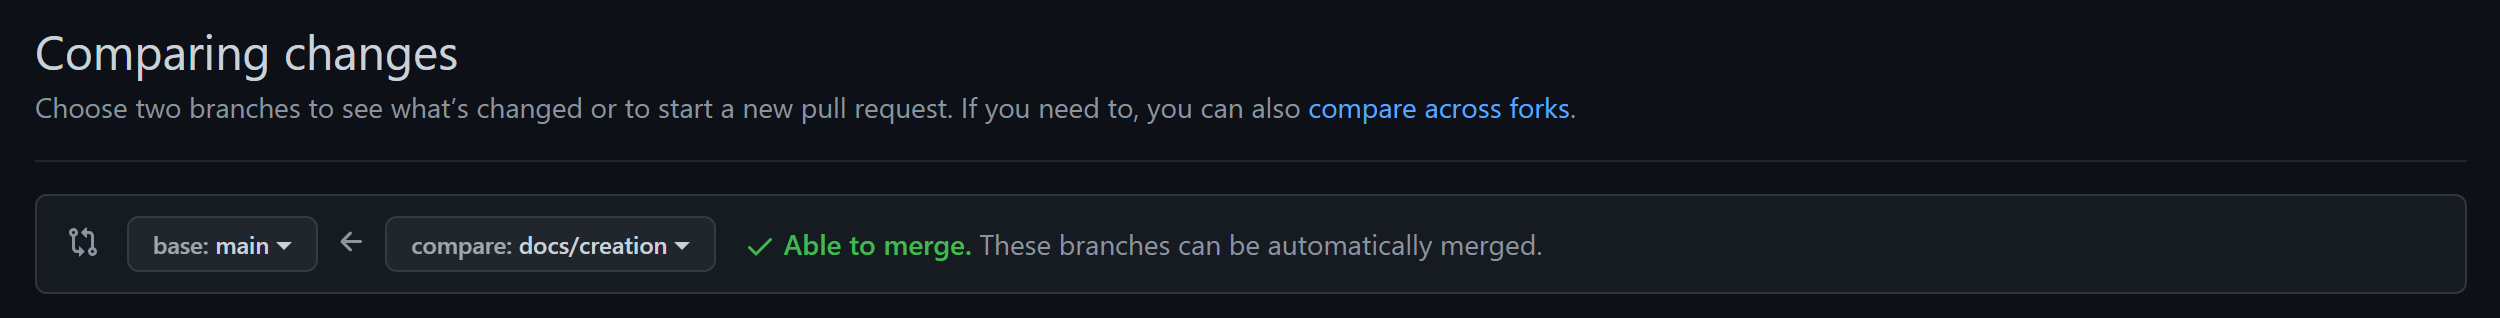 Comparing changes
Choose two branches to see what’s changed or to start a new pull request. If you need to, you can also compare across forks.
base: main compare: docs/creation Able to merge. These branches can be automatically merged.